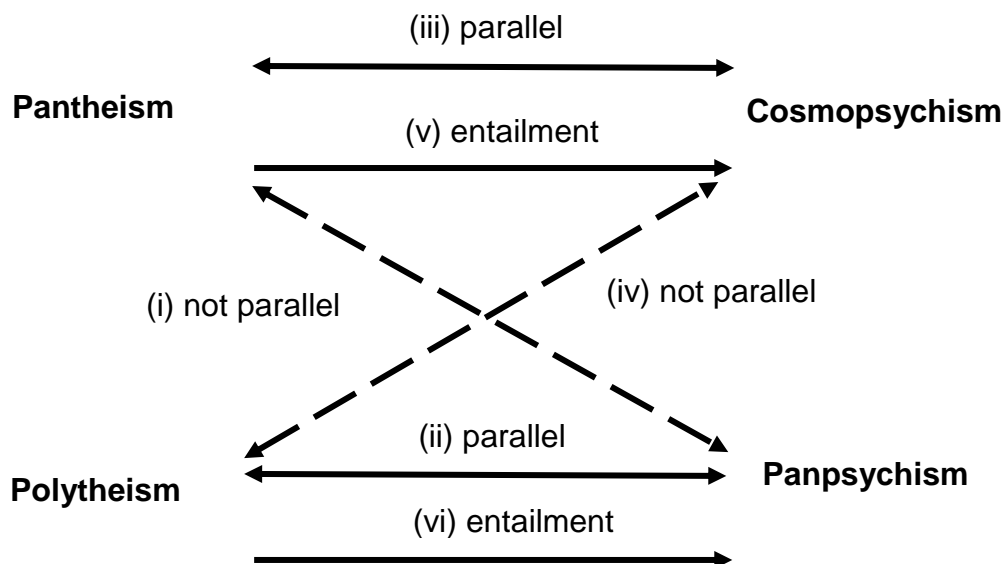 (iii) parallel
Pantheism
Cosmopsychism
(v) entailment
(i) not parallel
(iv) not parallel
(ii) parallel
Polytheism
Panpsychism
(vi) entailment